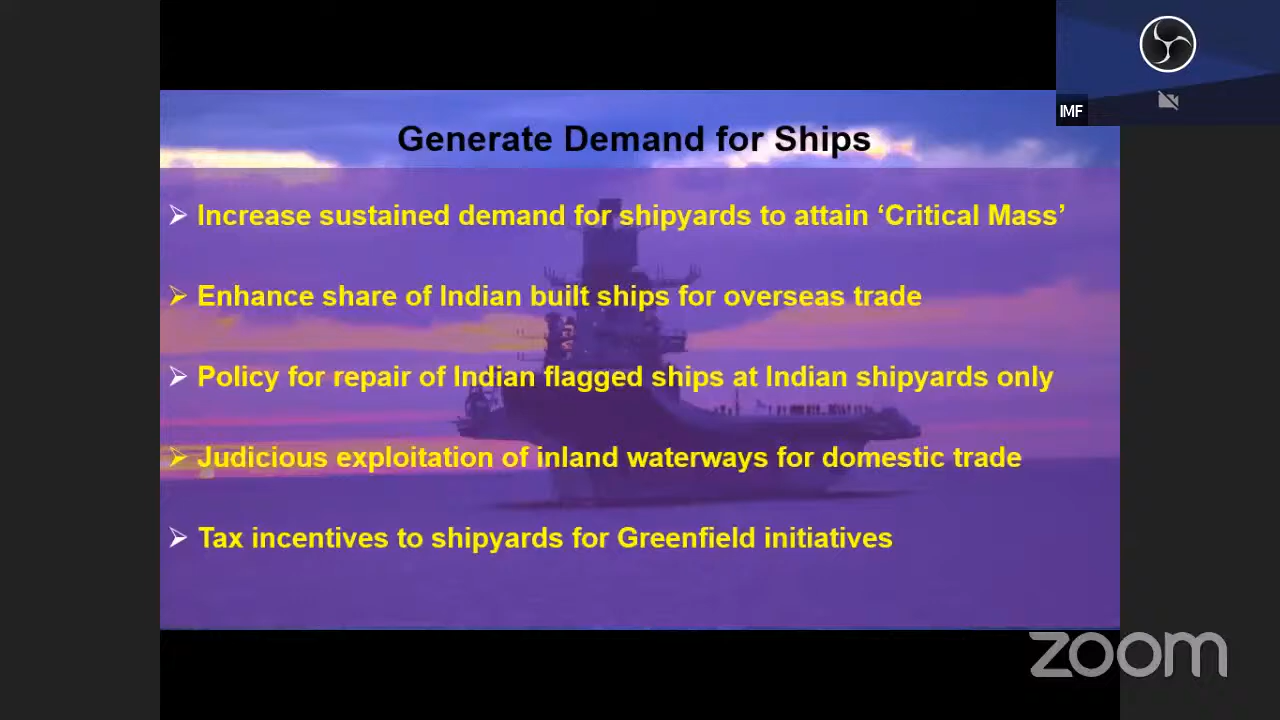 IMF
Generate Demand for Ships
Increase sustained demand for shipyards to attain ‘Critical Mass’
Enhance share of Indian built ships for overseas trade
Policy for repair of Indian flagged ships at Indian shipyards only
Judicious exploitation of inland waterways for domestic trade
Tax incentives to shipyards for Greenfield initiatives
zoom